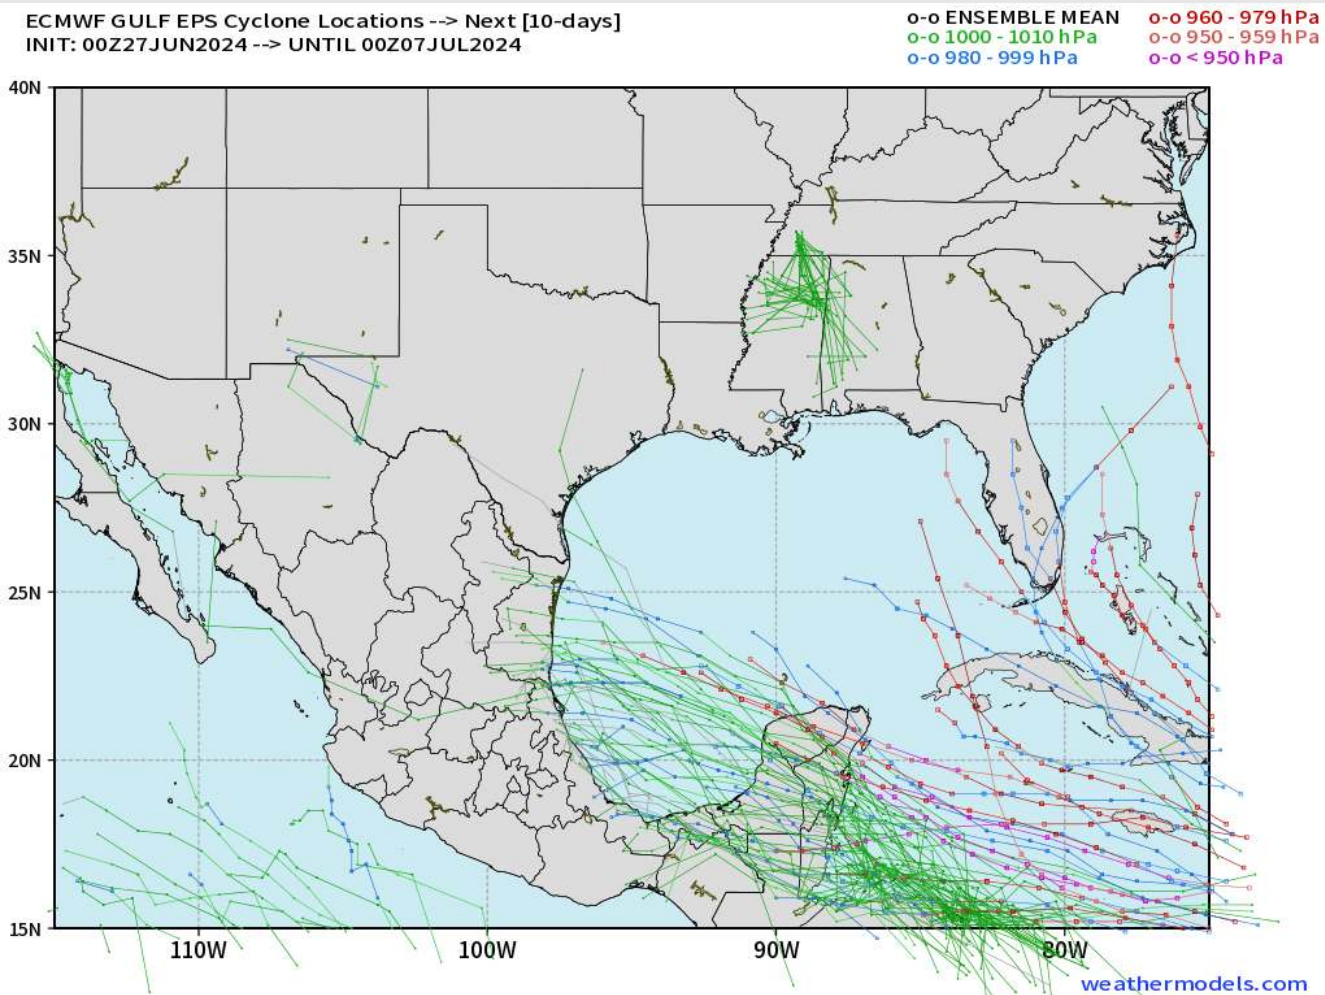 ECMWF GULF EPS Cyclone Locations --> Next [10-days]
INIT: 00Z27JUN2024 --> UNTIL 00Z07JUL2024
o-o ENSEMBLE MEAN
o-o 1000 - 1010 hPa
o-o 980 - 999 hPa
o-o 960 - 979 hPa
o-o 950 - 959 hPa
o-o < 950 hPa
40N
35N
30N
25N
20N
15N
110W 100W 90W 80W
weathermodels.com